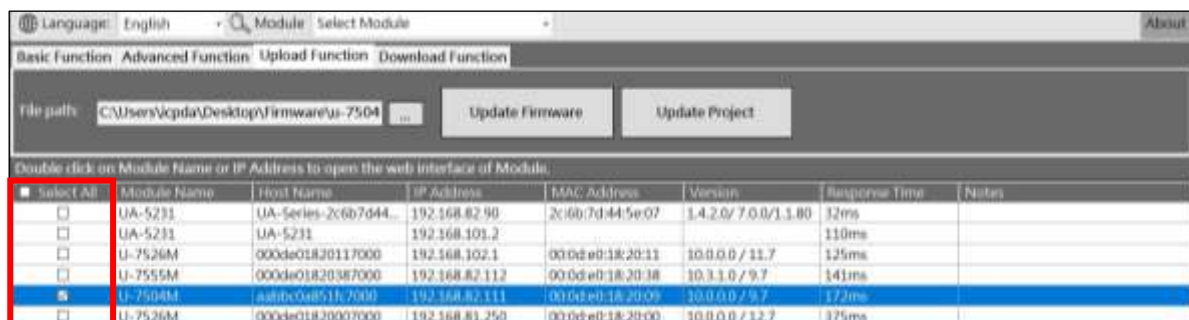 Language: English Module Select Module About
Basic Function Advanced Function Upload Function Download Function
File path: C:\Users\icpda\Desktop\Firmware\u-7504 ... Update Firmware Update Project
Double click on Module Name or IP Address to open the web interface of Module.
Select All Module Name Host Name IP Address MAC Address Version Response Time Notes
UA-5231 UA-Series-2c6b7d44... 192.168.82.90 2c:6b:7d:44:5e:07 1.4.2.0/ 7.0.0/1.1.80 32ms
UA-5231 UA-5231 192.168.101.2 110ms
U-7526M 000de01820117000 192.168.102.1 00:0d:e0:18:20:11 10.0.0.0 / 11.7 125ms
U-7555M 000de01820387000 192.168.82.112 00:0d:e0:18:20:38 10.3.1.0 / 9.7 141ms
U-7504M 192.168.82.111 00:0d:e0:18:20:09 10.0.0.0 / 9.7 172ms
U-7526M 000de01820007000 192.168.81.250 00:0d:e0:18:20:00 10.0.0.0 / 12.7 375ms